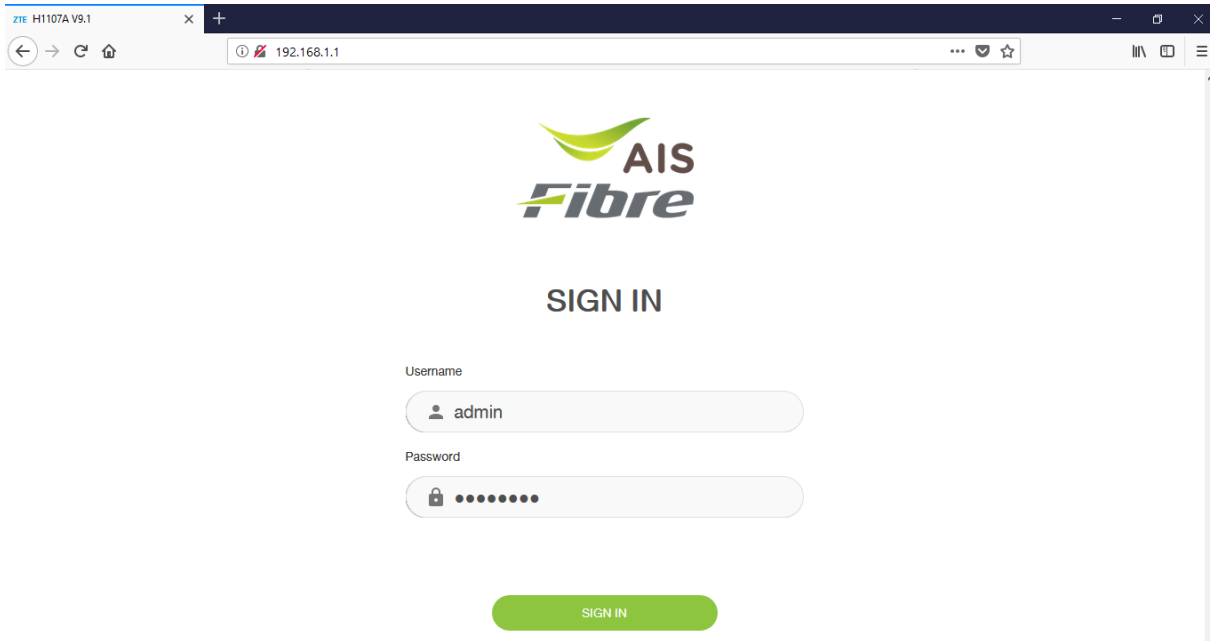 ZTE H1107A V9.1
192.168.1.1
AIS
Fibre
SIGN IN
Username
admin
Password
••••••••
SIGN IN